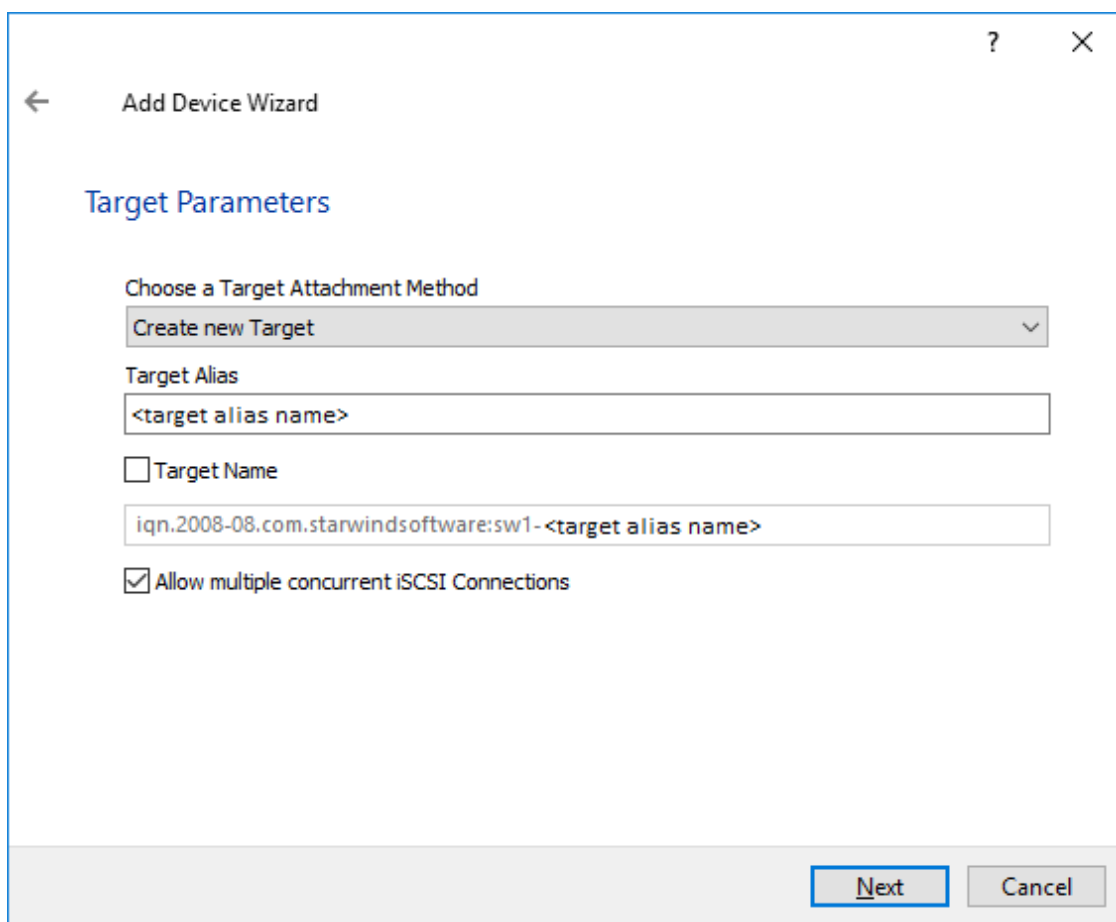 ?
Add Device Wizard
Target Parameters
Choose a Target Attachment Method
Create new Target
Target Alias
<target alias name>
Target Name
iqn.2008-08.com.starwindsoftware:sw1-<target alias name>
Allow multiple concurrent iSCSI Connections
Next Cancel